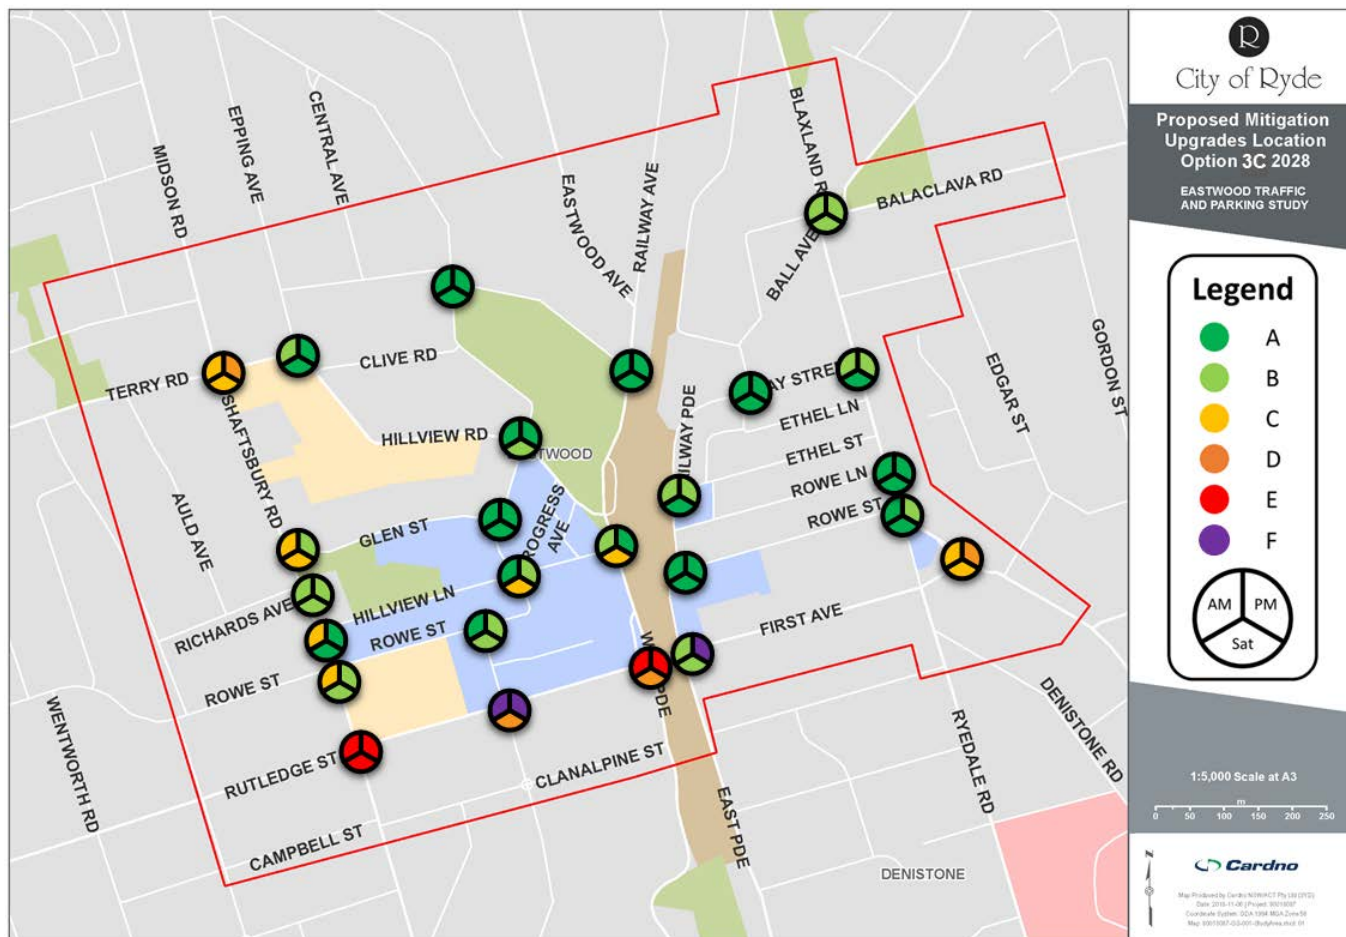 R
City of Ryde
Proposed Mitigation
Upgrades Location
Option 3C 2028
EASTWOOD TRAFFIC
AND PARKING STUDY
Legend
A
B
C
D
E
F
AM
PM
Sat
1:5,000 Scale at A3
m
0 50 100 150 200 250
N
Cardno
MIDSON RD
EPPING AVE
CENTRAL AVE
EASTWOOD AVE
RAILWAY AVE
BLAXLAND R
BALACLAVA RD
BALL AVE
GORDON ST
EDGAR ST
TERRY RD
CLIVE RD
HILLVIEW RD
TWOOD
SHAFTSBURY RD
AULD AVE
GLEN ST
ROGRESS
AVE
ILWAY PDE
AY STRE
ETHEL LN
ETHEL ST
ROWE LN
ROWE ST
RICHARDS AVE
HILLVIEW LN
ROWE ST
ROWE ST
FIRST AVE
W
PDE
WENTWORTH RD
RUTLEDGE ST
CLANALPINE ST
CAMPBELL ST
EAST PDE
RYEDALE RD
DENISTONE RD
DENISTONE